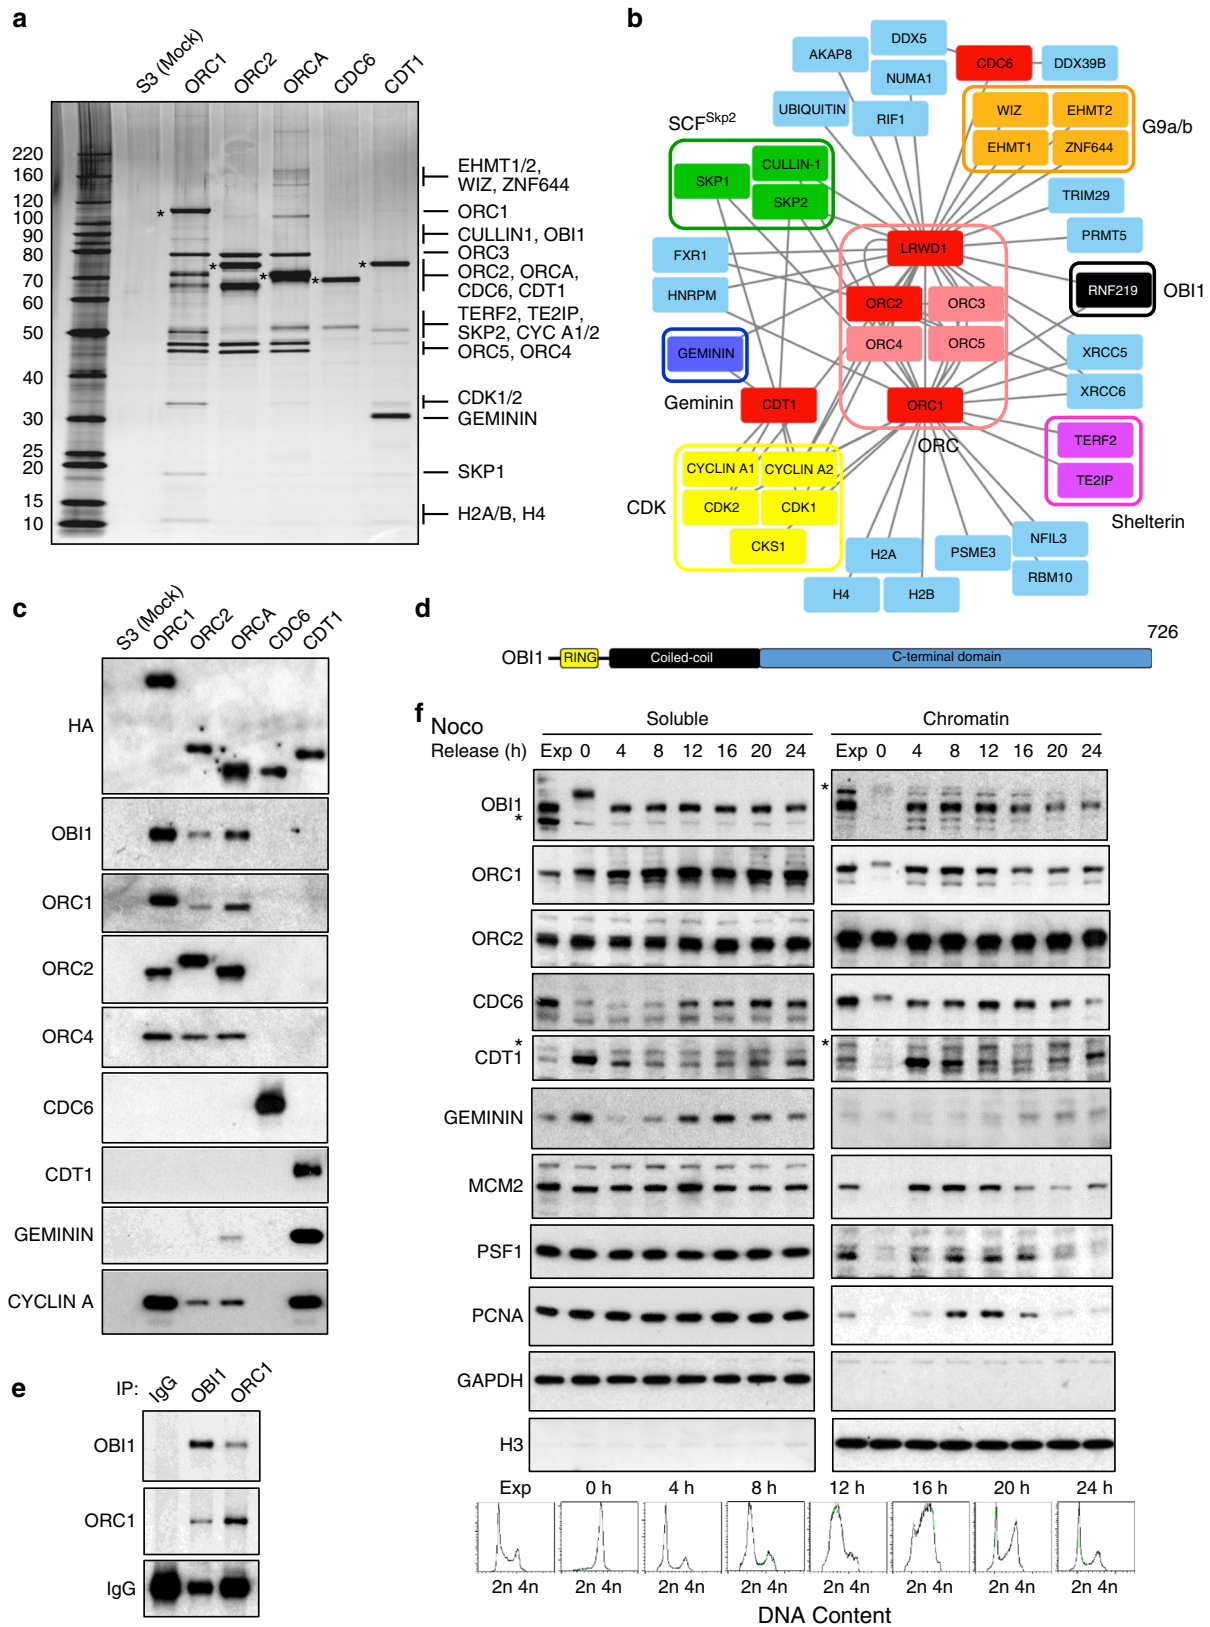 a
S3 (Mock)
ORC1
ORC2
ORCA
CDC6
CDT1
220
160
120
100
90
80
70
60
50
40
30
25
20
15
10
*
*
*
*
*
EHMT1/2,
WIZ, ZNF644
ORC1
CULLIN1, OBI1
ORC3
ORC2, ORCA,
CDC6, CDT1
TERF2, TE2IP,
SKP2, CYC A1/2
ORC5, ORC4
CDK1/2
GEMININ
SKP1
H2A/B, H4
b
DDX5
AKAP8
CDC6
DDX39B
NUMA1
UBIQUITIN
RIF1
WIZ
EHMT2
EHMT1
ZNF644
G9a/b
SCFSkp2
CULLIN-1
SKP1
SKP2
TRIM29
PRMT5
LRWD1
FXR1
HNRPM
RNF219
OBI1
ORC2
ORC3
ORC4
ORC5
GEMININ
Geminin
XRCC5
XRCC6
CDT1
ORC1
ORC
TERF2
TE2IP
Shelterin
CYCLIN A1
CYCLIN A2
CDK
CDK2
CDK1
CKS1
H2A
PSME3
NFIL3
RBM10
H4
H2B
c
S3 (Mock)
ORC1
ORC2
ORCA
CDC6
CDT1
HA
OBI1
ORC1
ORC2
ORC4
CDC6
CDT1
GEMININ
CYCLIN A
d
726
OBI1
RING
Coiled-coil
C-terminal domain
e
IP:
IgG
OBI1
ORC1
OBI1
ORC1
IgG
f
Noco
Soluble
Chromatin
Release (h)
Exp 0 4 8 12 16 20 24
Exp 0 4 8 12 16 20 24
OBI1
*
*
ORC1
ORC2
CDC6
*
*
CDT1
GEMININ
MCM2
PSF1
PCNA
GAPDH
H3
Exp 0 h 4 h 8 h 12 h 16 h 20 h 24 h
2n 4n 2n 4n 2n 4n 2n 4n 2n 4n 2n 4n 2n 4n 2n 4n
DNA Content